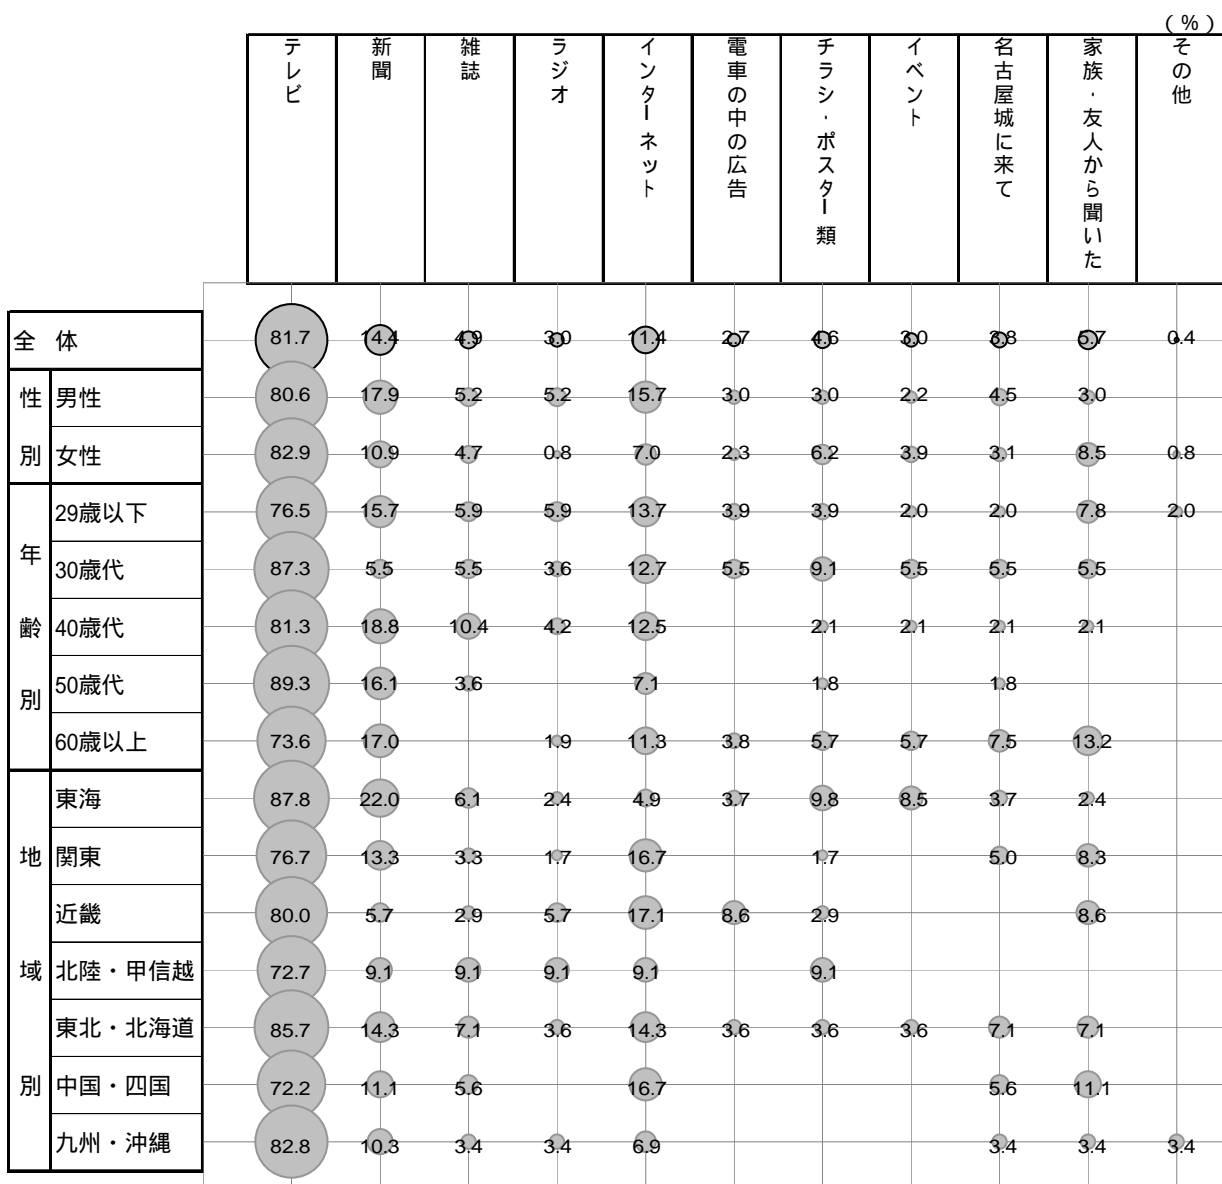 (%)
テレビ 新聞 雑誌 ラジオ インターネット 電車の中の広告 チラシ・ポスター類 イベント 名古屋城に来て 家族・友人から聞いた その他
全 体 81.7 14.4 4.9 3.0 11.4 2.7 4.6 3.0 3.8 5.7 0.4
性別
男性 80.6 17.9 5.2 5.2 15.7 3.0 3.0 2.2 4.5 3.0
女性 82.9 10.9 4.7 0.8 7.0 2.3 6.2 3.9 3.1 8.5 0.8
年齢別
29歳以下 76.5 15.7 5.9 5.9 13.7 3.9 3.9 2.0 2.0 7.8 2.0
30歳代 87.3 5.5 5.5 3.6 12.7 5.5 9.1 5.5 5.5 5.5
40歳代 81.3 18.8 10.4 4.2 12.5 2.1 2.1 2.1 2.1
50歳代 89.3 16.1 3.6 7.1 1.8 1.8
60歳以上 73.6 17.0 1.9 11.3 3.8 5.7 5.7 7.5 13.2
地域別
東海 87.8 22.0 6.1 2.4 4.9 3.7 9.8 8.5 3.7 2.4
関東 76.7 13.3 3.3 1.7 16.7 1.7 5.0 8.3
近畿 80.0 5.7 2.9 5.7 17.1 8.6 2.9 8.6
北陸・甲信越 72.7 9.1 9.1 9.1 9.1 9.1
東北・北海道 85.7 14.3 7.1 3.6 14.3 3.6 3.6 3.6 7.1 7.1
中国・四国 72.2 11.1 5.6 16.7 5.6 11.1
九州・沖縄 82.8 10.3 3.4 3.4 6.9 3.4 3.4 3.4